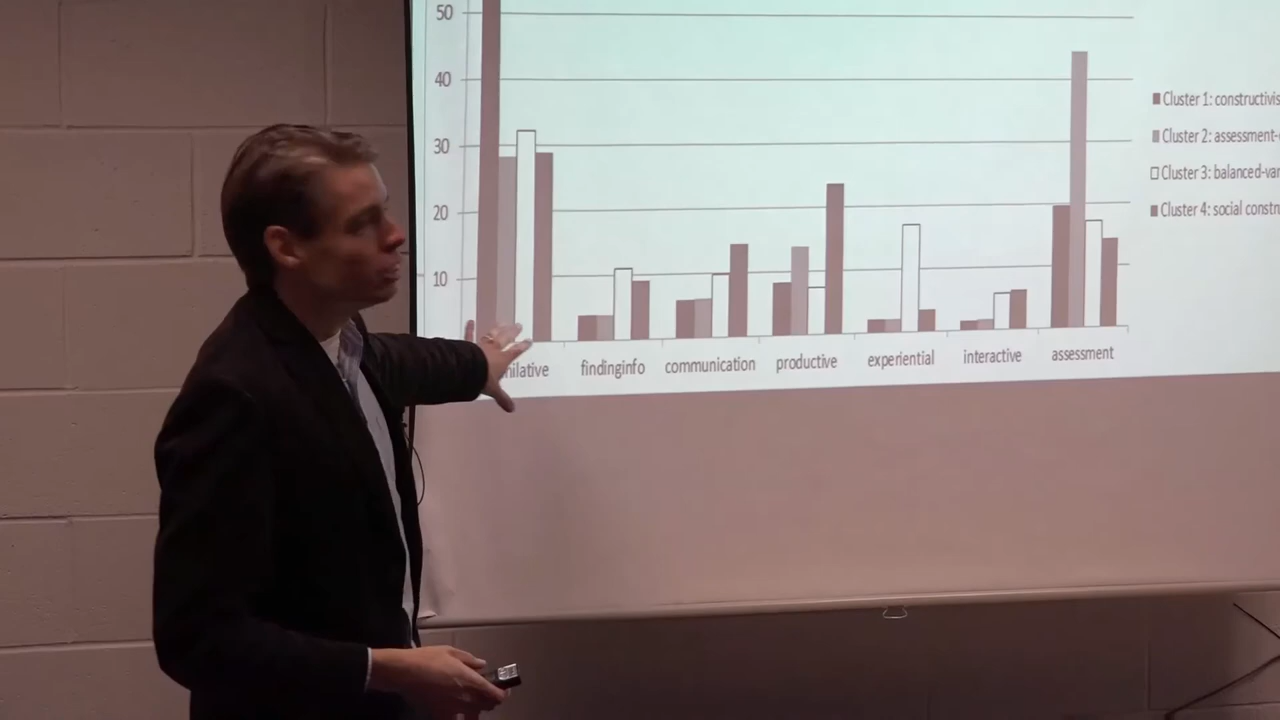 50
40
30
20
10
nilative findinginfo communication productive experiential interactive assessment
Cluster 1: constructivis
Cluster 2: assessment-
Cluster 3: balanced-var
Cluster 4: social constr